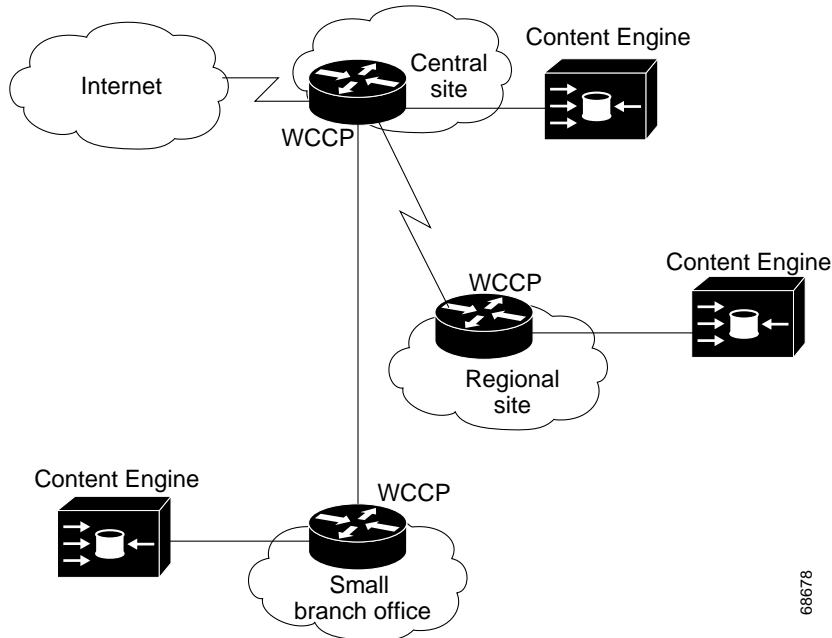 Content Engine
Internet
Central
site
WCCP
Content Engine
WCCP
Regional
site
Content Engine
WCCP
Small
branch office
68678